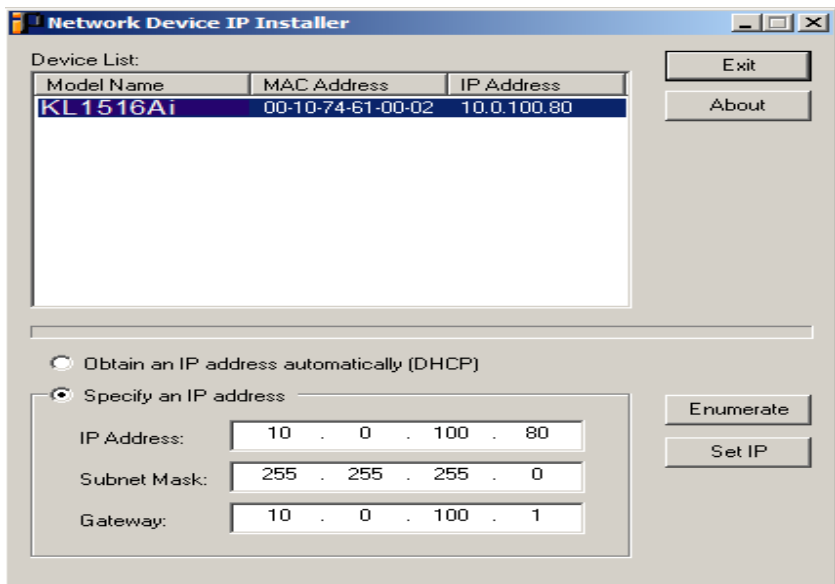 Network Device IP Installer
Device List:
Model Name MAC Address IP Address
KL1516Ai 00-10-74-61-00-02 10.0.100.80
Exit
About
Obtain an IP address automatically (DHCP)
Specify an IP address
IP Address: 10 . 0 . 100 . 80
Subnet Mask: 255 . 255 . 255 . 0
Gateway: 10 . 0 . 100 . 1
Enumerate
Set IP